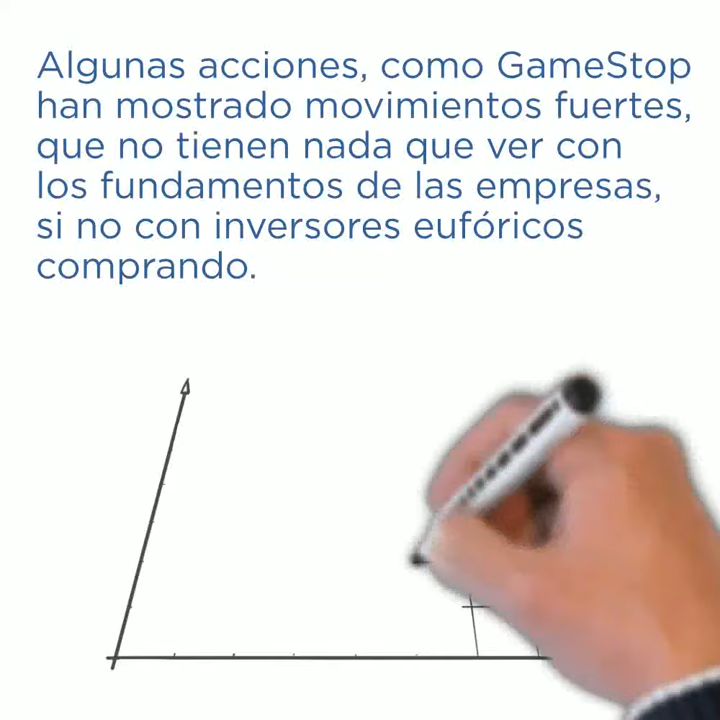 Algunas acciones, como GameStop
han mostrado movimientos fuertes,
que no tienen nada que ver con
los fundamentos de las empresas,
si no con inversores eufóricos
comprando.